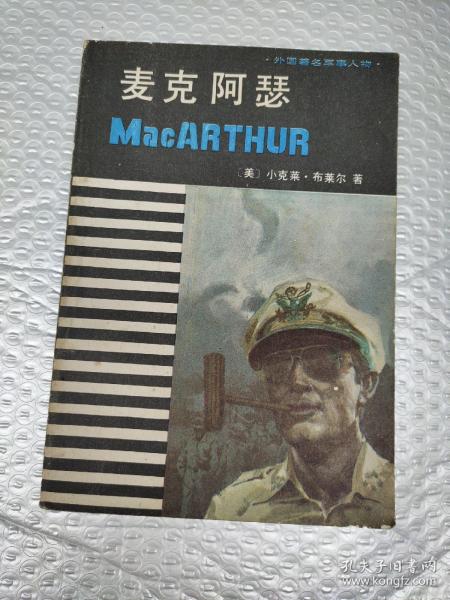 ·外国著名军事人物·
麦克阿瑟
MacARTHUR
〔美〕小克莱·布莱尔 著
孔夫子旧书网
www.kongfz.com